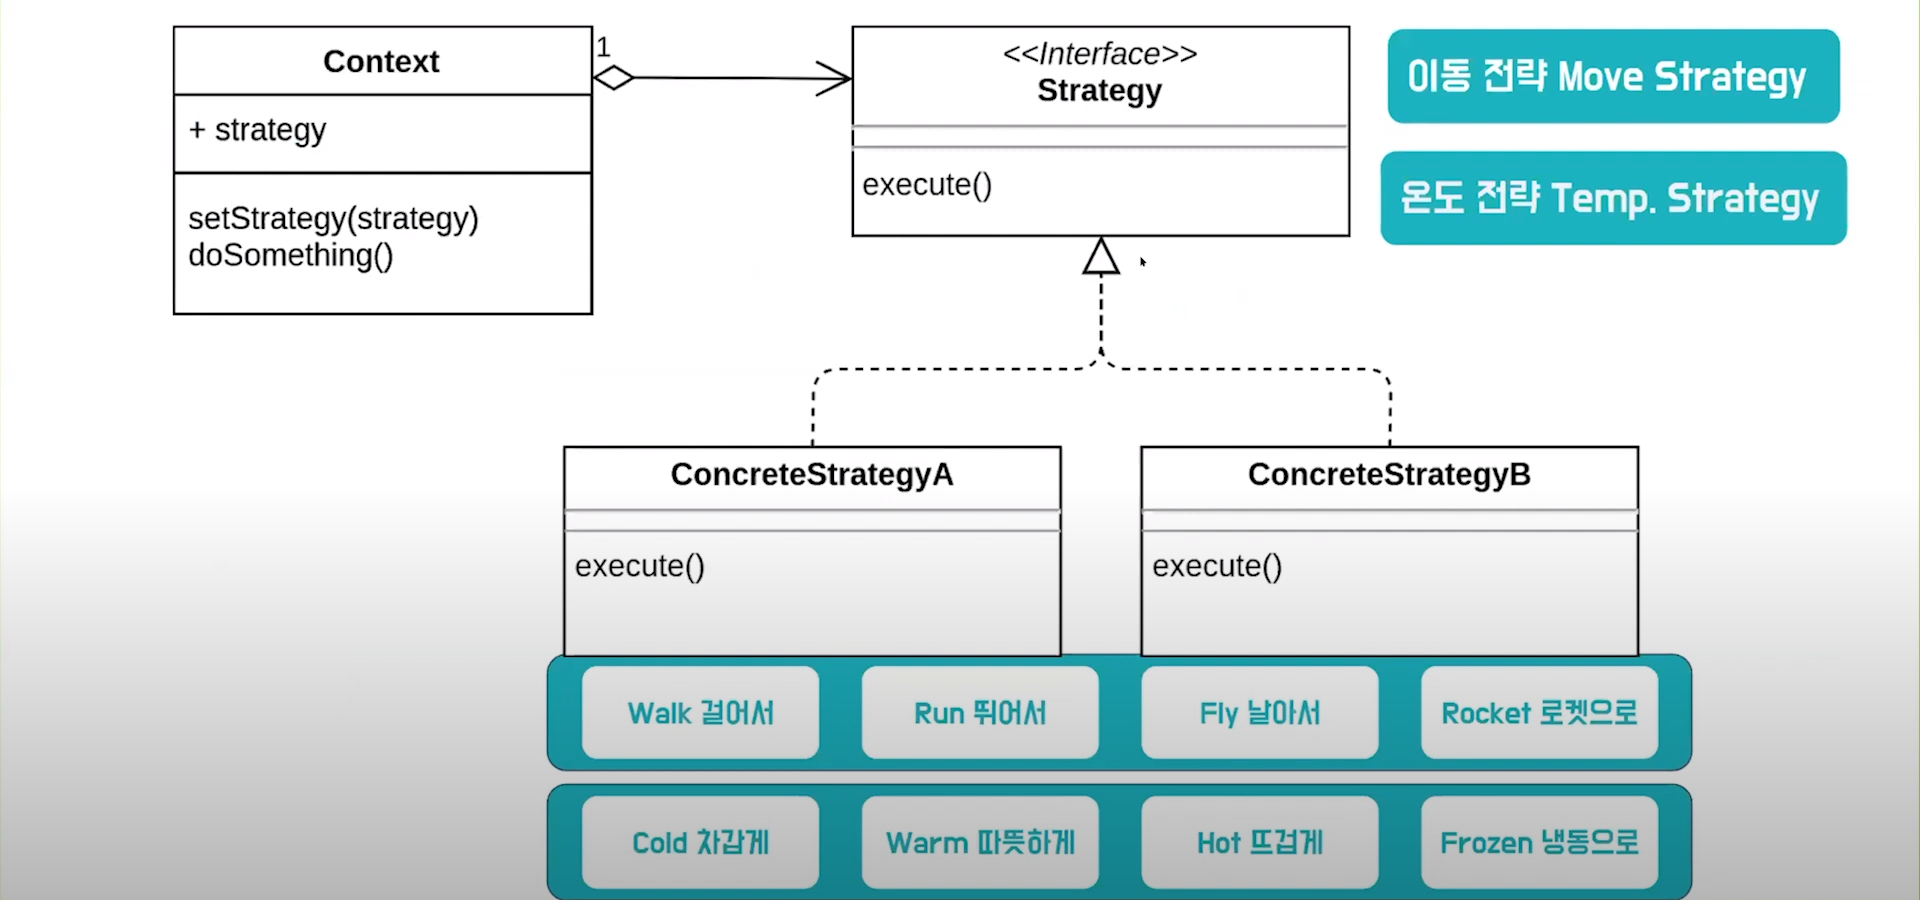 Context
1
+ strategy
setStrategy(strategy)
doSomething()
<<Interface>>
Strategy
execute()
이동 전략 Move Strategy
온도 전략 Temp. Strategy
ConcreteStrategyA
execute()
ConcreteStrategyB
execute()
Walk 걸어서
Run 뛰어서
Fly 날아서
Rocket 로켓으로
Cold 차갑게
Warm 따뜻하게
Hot 뜨겁게
Frozen 냉동으로